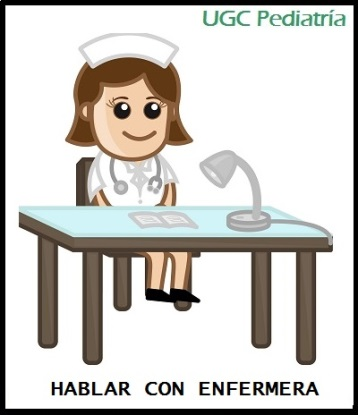 UGC Pediatría
HABLAR CON ENFERMERA